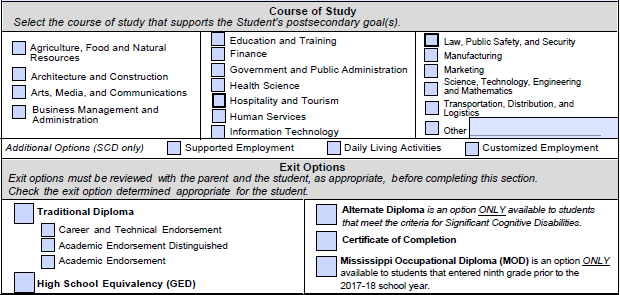 Course of Study
Select the course of study that supports the Student's postsecondary goal(s).
Agriculture, Food and Natural
Resources
Architecture and Construction
Arts, Media, and Communications
Business Management and
Administration
Education and Training
Finance
Government and Public Administration
Health Science
Hospitality and Tourism
Human Services
Information Technology
Law, Public Safety, and Security
Manufacturing
Marketing
Science, Technology, Engineering
and Mathematics
Transportation, Distribution, and
Logistics
Other
Additional Options (SCD only) Supported Employment Daily Living Activities Customized Employment
Exit Options
Exit options must be reviewed with the parent and the student, as appropriate, before completing this section.
Check the exit option determined appropriate for the student.
Traditional Diploma
Career and Technical Endorsement
Academic Endorsement Distinguished
Academic Endorsement
High School Equivalency (GED)
Alternate Diploma is an option ONLY available to students
that meet the criteria for Significant Cognitive Disabilities.
Certificate of Completion
Mississippi Occupational Diploma (MOD) is an option ONLY
available to students that entered ninth grade prior to the
2017-18 school year.